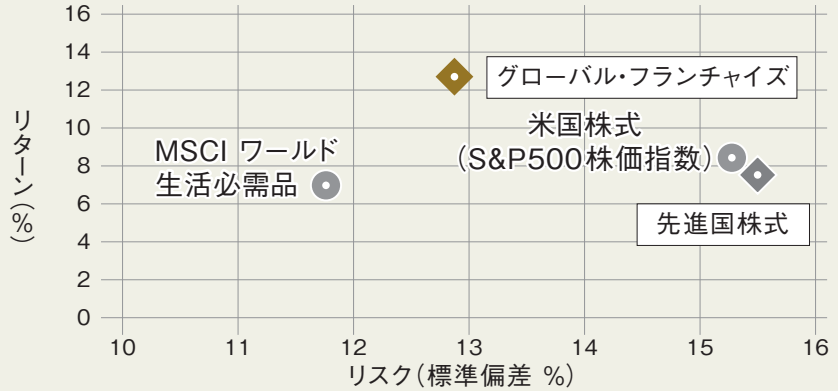 16
14
12
10
8
6
4
2
0
リターン(%)
グローバル・フランチャイズ
米国株式
(S&P500株価指数)
MSCI ワールド
生活必需品
先進国株式
10 11 12 13 14 15 16
リスク(標準偏差 %)